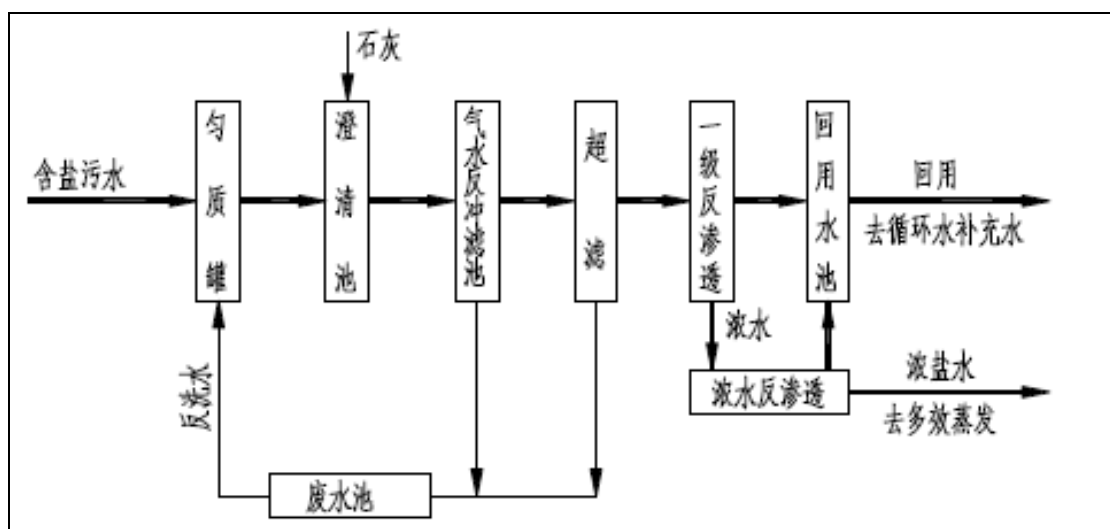 石灰
含盐污水
匀质罐
澄清池
气水反冲滤池
超滤
一级反渗透
回用水池
回用
去循环水补充水
浓水
浓水反渗透
浓盐水
去多效蒸发
反洗水
废水池